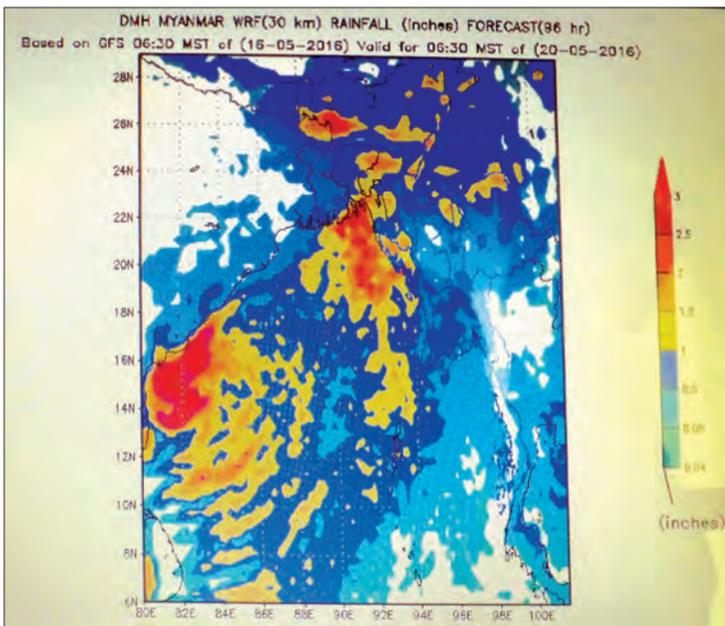 DMH MYANMAR WRF(30 km) RAINFALL (inches) FORECAST(96 hr)
Based on GFS 06:30 MST of (16-05-2016) Valid for 06:30 MST of (20-05-2016)
28N
26N
24N
22N
20N
18N
16N
14N
12N
10N
8N
6N
80E 82E 84E 86E 88E 90E 92E 94E 96E 98E 100E
3
2.5
2
1.5
1
0.5
0.04
(inches)